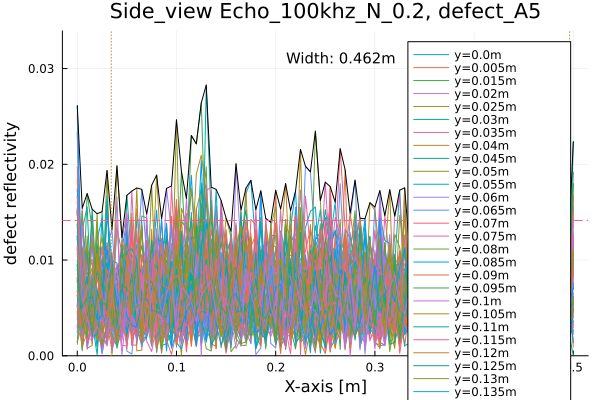 Side_view Echo_100khz_N_0.2, defect_A5
Width: 0.462m
defect reflectivity
0.03
0.02
0.01
0.00
0.0
0.1
0.2
0.3
.5
X-axis [m]
y=0.0m
y=0.005m
y=0.015m
y=0.02m
y=0.025m
y=0.03m
y=0.035m
y=0.04m
y=0.045m
y=0.05m
y=0.055m
y=0.06m
y=0.065m
y=0.07m
y=0.075m
y=0.08m
y=0.085m
y=0.09m
y=0.095m
y=0.1m
y=0.105m
y=0.11m
y=0.115m
y=0.12m
y=0.125m
y=0.13m
y=0.135m